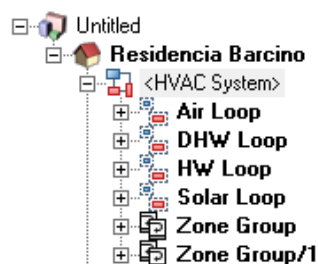 Untitled
Residencia Barcino
<HVAC System>
Air Loop
DHW Loop
HW Loop
Solar Loop
Zone Group
Zone Group/1